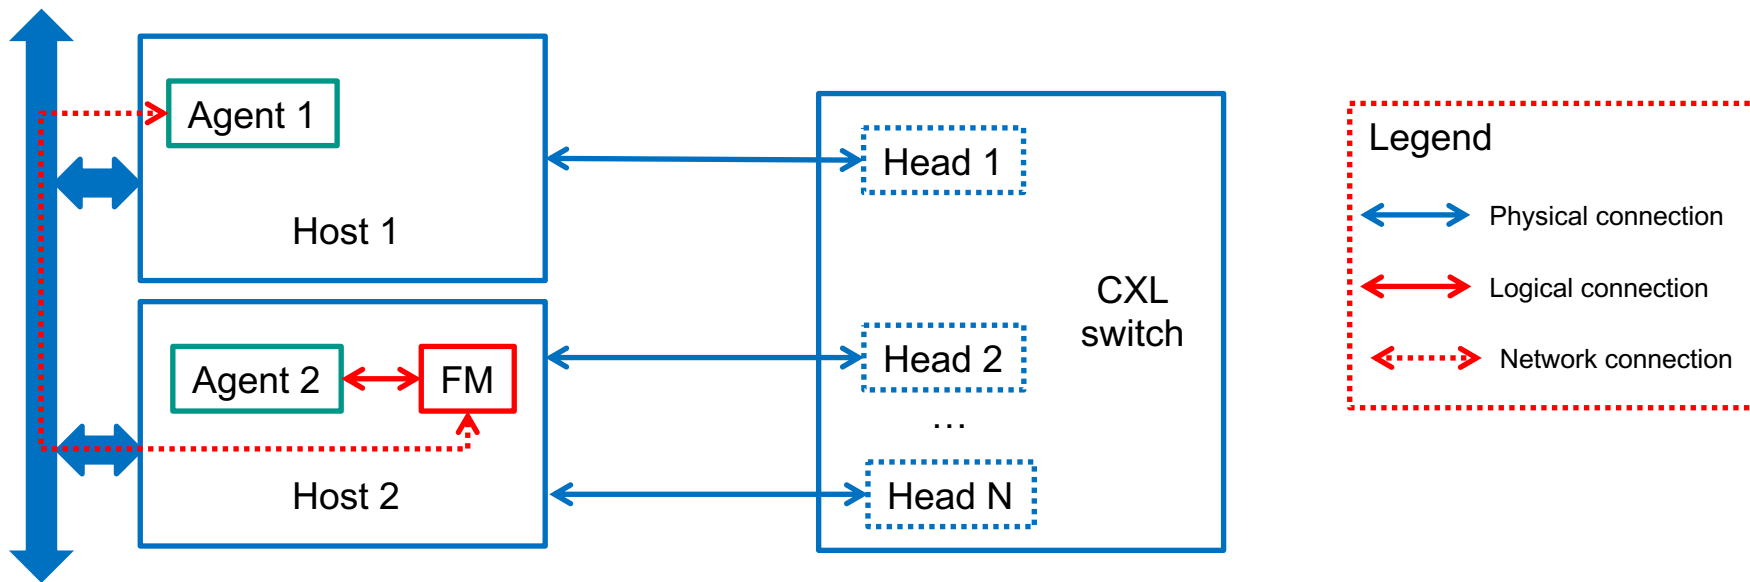 Agent 1
Host 1
Agent 2
FM
Host 2
Head 1
CXL
switch
Head 2
...
Head N
Legend
Physical connection
Logical connection
Network connection